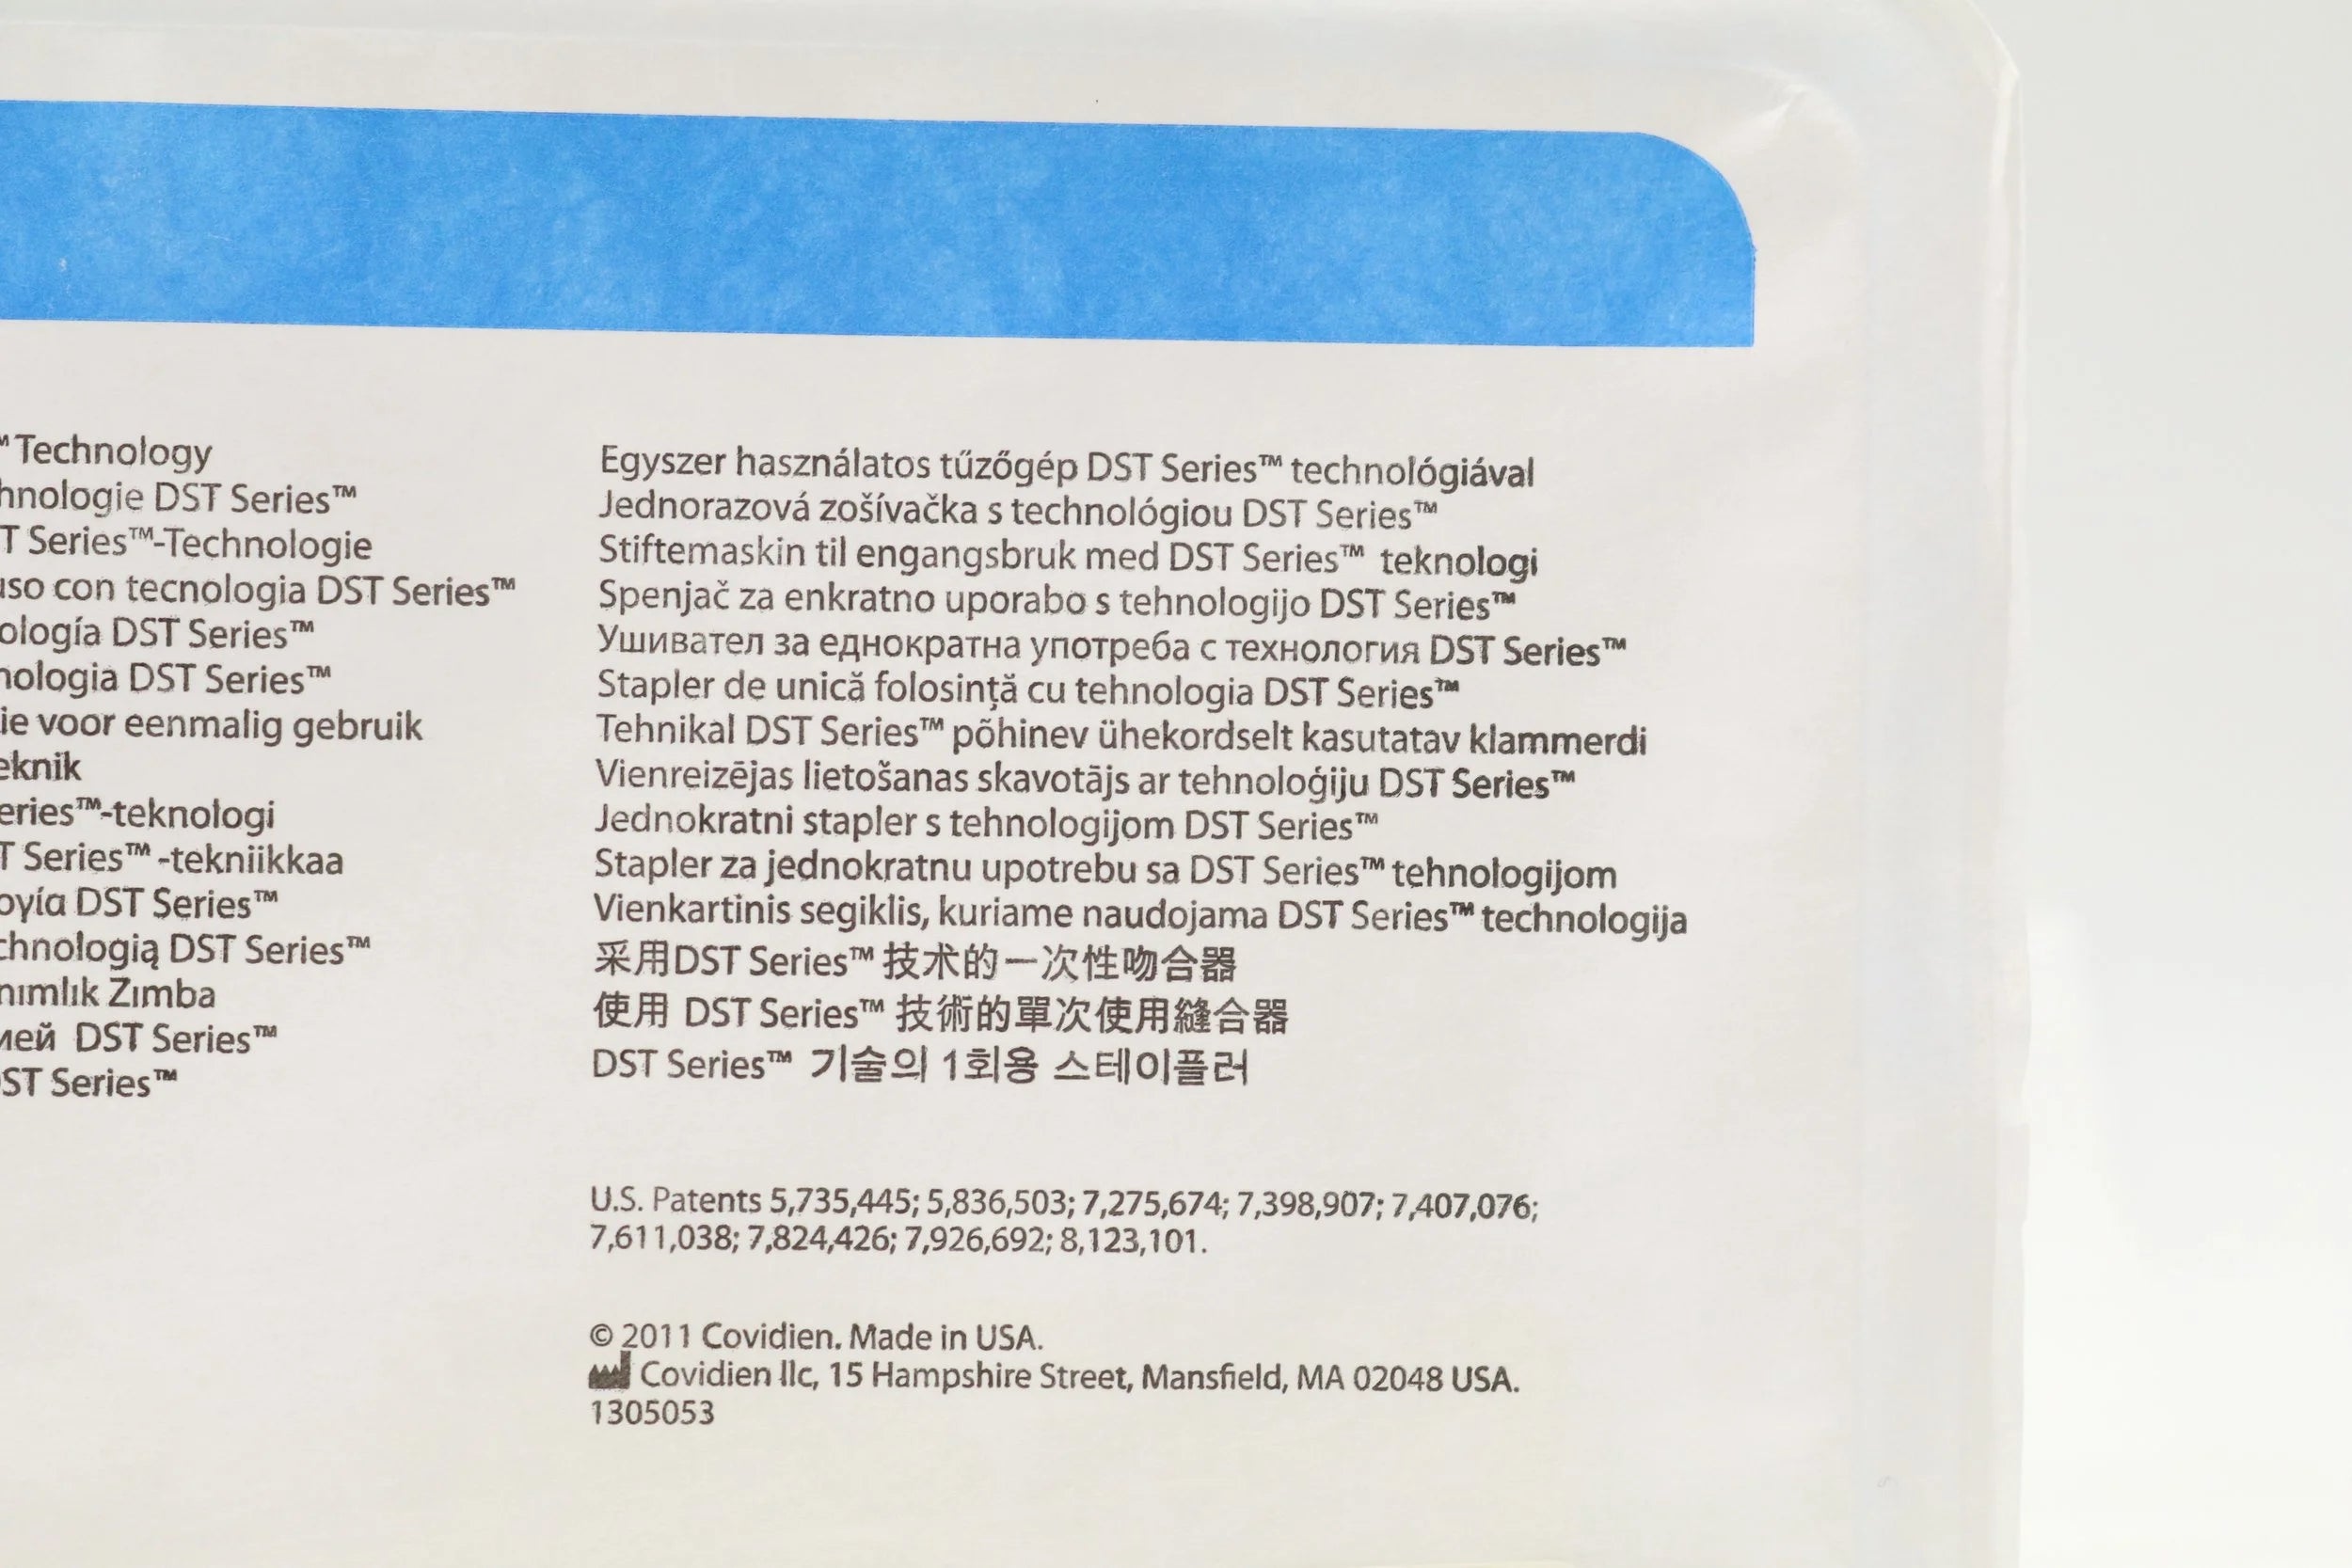 ™ Technology
hnologie DST Series™
T Series™-Technologie
uso con tecnologia DST Series™
ología DST Series™
nologia DST Series™
ie voor eenmalig gebruik
eknik
eries™-teknologi
T Series™ -tekniikkaa
ογία DST Series™
chnologią DST Series™
nımlık Zımba
ией DST Series™
ST Series™
Egyszer használatos tűzőgép DST Series™ technológiával
Jednorazová zošívačka s technológiou DST Series™
Stiftemaskin til engangsbruk med DST Series™ teknologi
Spenjač za enkratno uporabo s tehnologijo DST Series™
Ушивател за еднократна употреба с технология DST Series™
Stapler de unică folosință cu tehnologia DST Series™
Tehnikal DST Series™ põhinev ühekordselt kasutatav klammerdi
Vienreizējas lietošanas skavotājs ar tehnoloģiju DST Series™
Jednokratni stapler s tehnologijom DST Series™
Stapler za jednokratnu upotrebu sa DST Series™ tehnologijom
Vienkartinis segiklis, kuriame naudojama DST Series™ technologija
采用DST Series™ 技术的一次性吻合器
使用 DST Series™ 技術的單次使用縫合器
DST Series™ 기술의 1회용 스테이플러
U.S. Patents 5,735,445; 5,836,503; 7,275,674; 7,398,907; 7,407,076;
7,611,038; 7,824,426; 7,926,692; 8,123,101.
© 2011 Covidien. Made in USA.
Covidien llc, 15 Hampshire Street, Mansfield, MA 02048 USA.
1305053